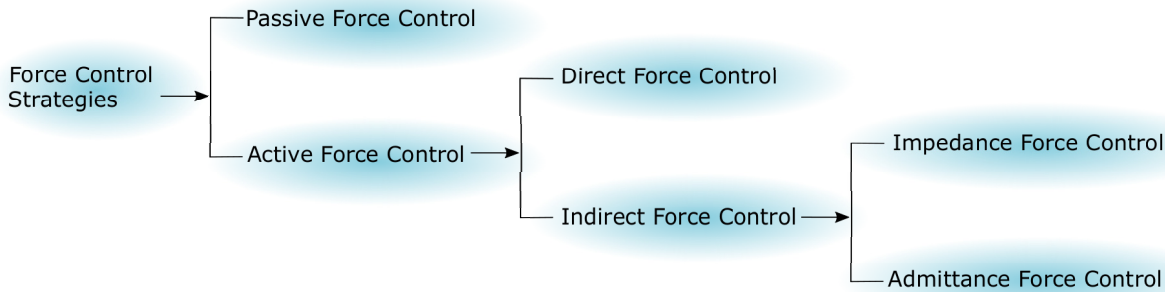 Passive Force Control
Force Control
Strategies
Direct Force Control
Active Force Control
Impedance Force Control
Indirect Force Control
Admittance Force Control